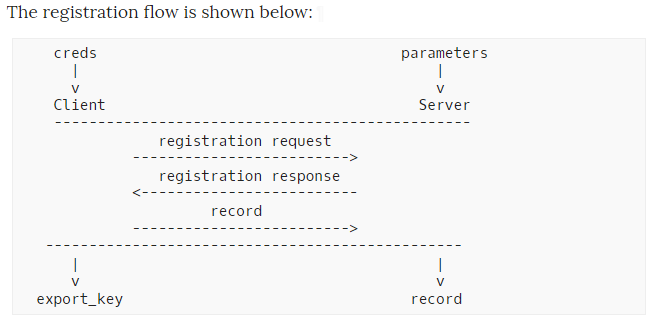 The registration flow is shown below:
creds parameters
| |
v v
Client Server
------------------------------------------------
registration request
------------------------->
registration response
<-------------------------
record
------------------------->
------------------------------------------------
| |
v v
export_key record